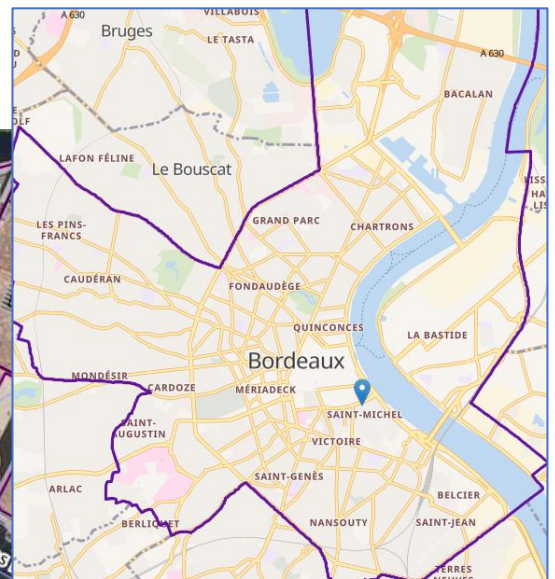 VILLABOIS
A 630
Bruges
LE TASTA
A 630
BACALAN
LAFON FÉLINE
Le Bouscat
GRAND PARC
CHARTRONS
LES PINS-
FRANCS
CAUDÉRAN
FONDAUDÈGE
QUINCONCES
LA BASTIDE
Bordeaux
MONDÉSIR
CARDOZE
MÉRIADECK
SAINT-MICHEL
SAINT-
AUGUSTIN
VICTOIRE
SAINT-GENÈS
ARLAC
BELCIER
BERLIQUET
NANSOUTY
SAINT-JEAN
TERRES
NEUVES